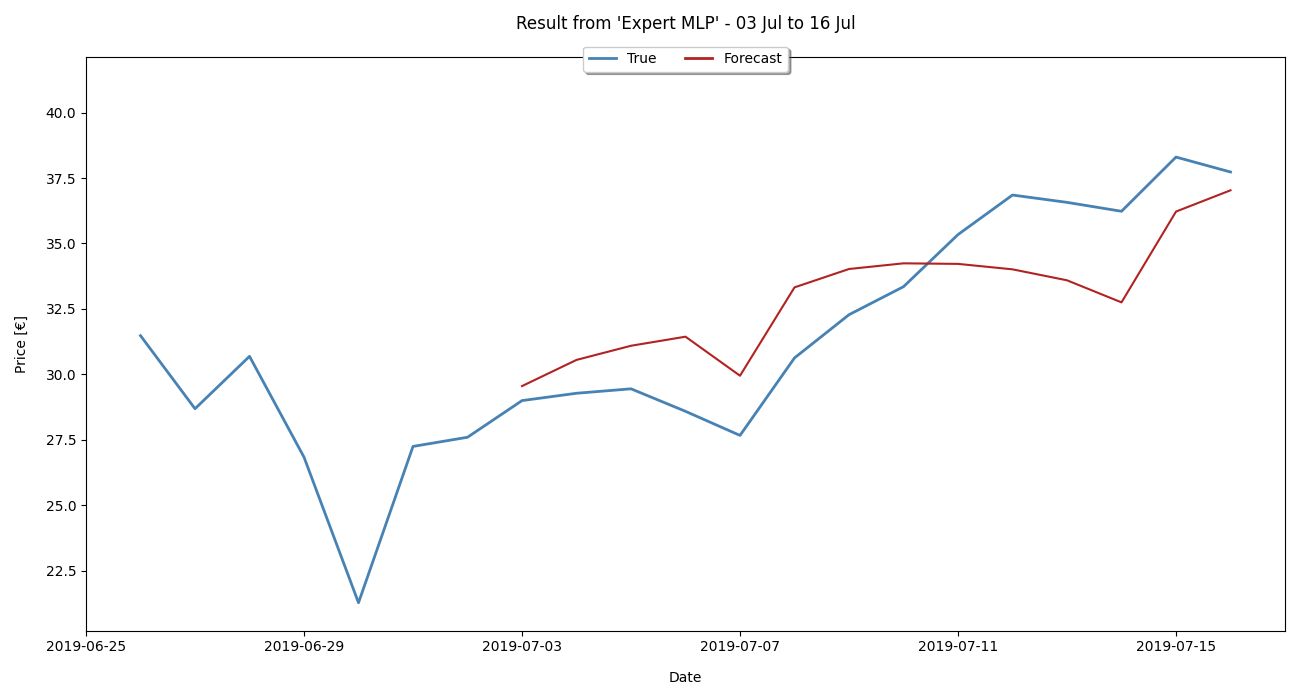 Result from 'Expert MLP' - 03 Jul to 16 Jul
True Forecast
40.0
37.5
35.0
32.5
30.0
27.5
25.0
22.5
Price [€]
2019-06-25 2019-06-29 2019-07-03 2019-07-07 2019-07-11 2019-07-15
Date